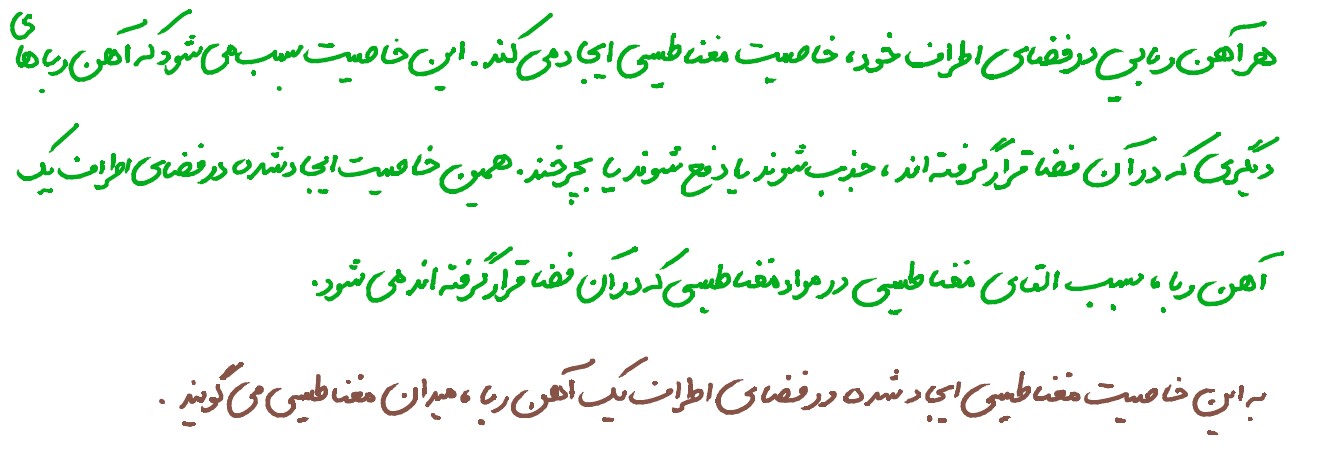 هر آهن ربایی در فضای اطراف خود، خاصیت مغناطیسی ایجاد می کند. این خاصیت سبب می شود که آهن ربا های
دیگری که در آن فضا قرار گرفته اند، جذب شوند یا دفع شوند یا بچرخند. همین خاصیت ایجاد شده در فضای اطراف یک
آهن ربا، سبب القای مغناطیسی در مواد مغناطیسی که در آن فضا قرار گرفته اند می شود.
به این خاصیت مغناطیسی ایجاد شده در فضای اطراف یک آهن ربا، میدان مغناطیسی می گویند.